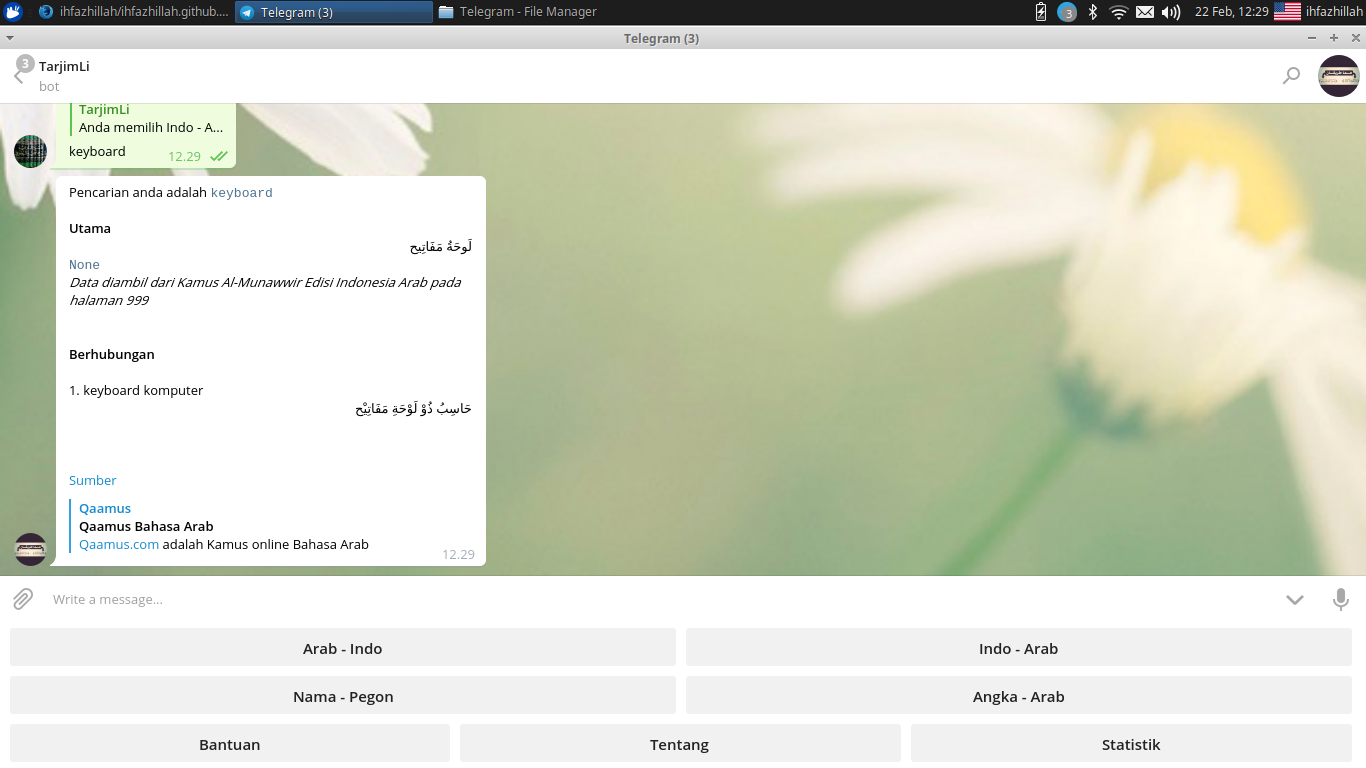 ihfazhillah/ihfazhillah.github....
Telegram (3)
Telegram - File Manager
3
22 Feb, 12:29
ihfazhillah
Telegram (3)
3
TarjimLi
bot
TarjimLi
Anda memilih Indo - A...
keyboard
12.29
Pencarian anda adalah keyboard
Utama
لَوحَةُ مَفَاتِيح
None
Data diambil dari Kamus Al-Munawwir Edisi Indonesia Arab pada
halaman 999
Berhubungan
1. keyboard komputer
حَاسِبُ ذُوْ لَوْحَةِ مَفَاتِيْح
Sumber
Qaamus
Qaamus Bahasa Arab
Qaamus.com adalah Kamus online Bahasa Arab
12.29
Write a message...
Arab - Indo
Indo - Arab
Nama - Pegon
Angka - Arab
Bantuan
Tentang
Statistik